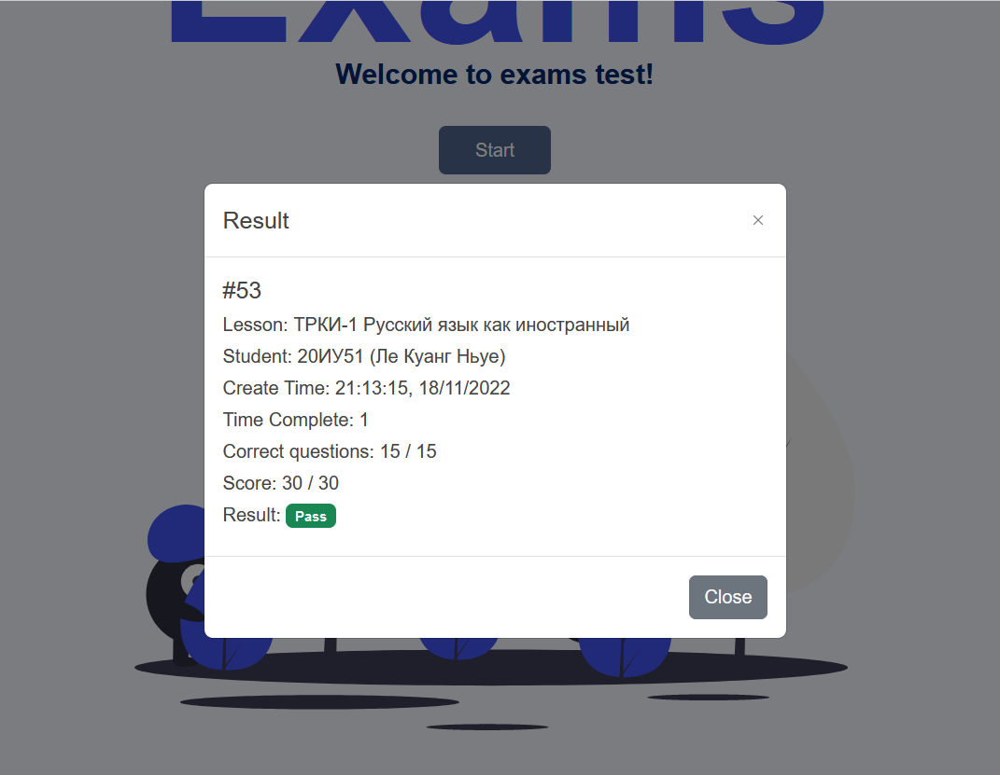 Exams
Welcome to exams test!
Start
Result
×
#53
Lesson: ТРКИ-1 Русский язык как иностранный
Student: 20ИУ51 (Ле Куанг Ньуе)
Create Time: 21:13:15, 18/11/2022
Time Complete: 1
Correct questions: 15 / 15
Score: 30 / 30
Result: Pass
Close